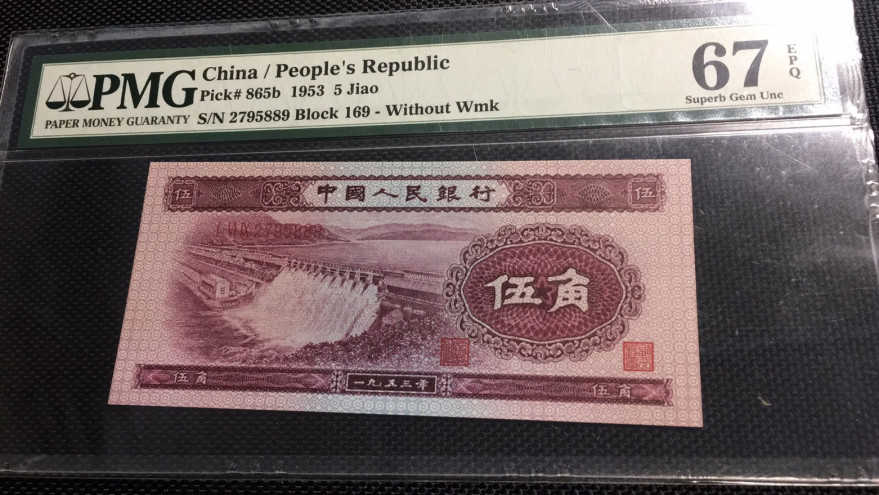 PMG
PAPER MONEY GUARANTY
China / People's Republic
Pick# 865b 1953 5 Jiao
S/N 2795889 Block 169 - Without Wmk
67
EPQ
Superb Gem Unc
伍
中國人民銀行
伍
2795889
伍角
伍角
一九五三年
伍角